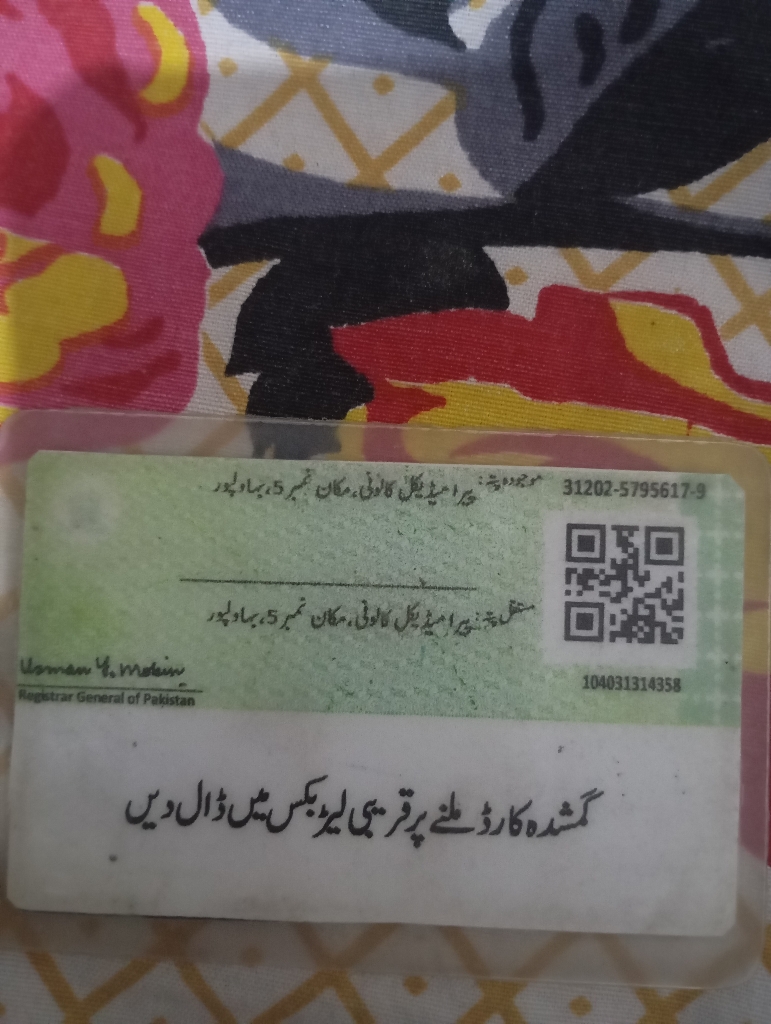 31202-5795617-9
موجودہ پتہ: پیرا میڈیکل کالونی، مکان نمبر 5، بہاولپور
مستقل پتہ: پیرا میڈیکل کالونی، مکان نمبر 5، بہاولپور
104031314358
Usman Y. Mobin
Registrar General of Pakistan
گمشدہ کارڈ ملنے پر قریبی لیٹر بکس میں ڈال دیں